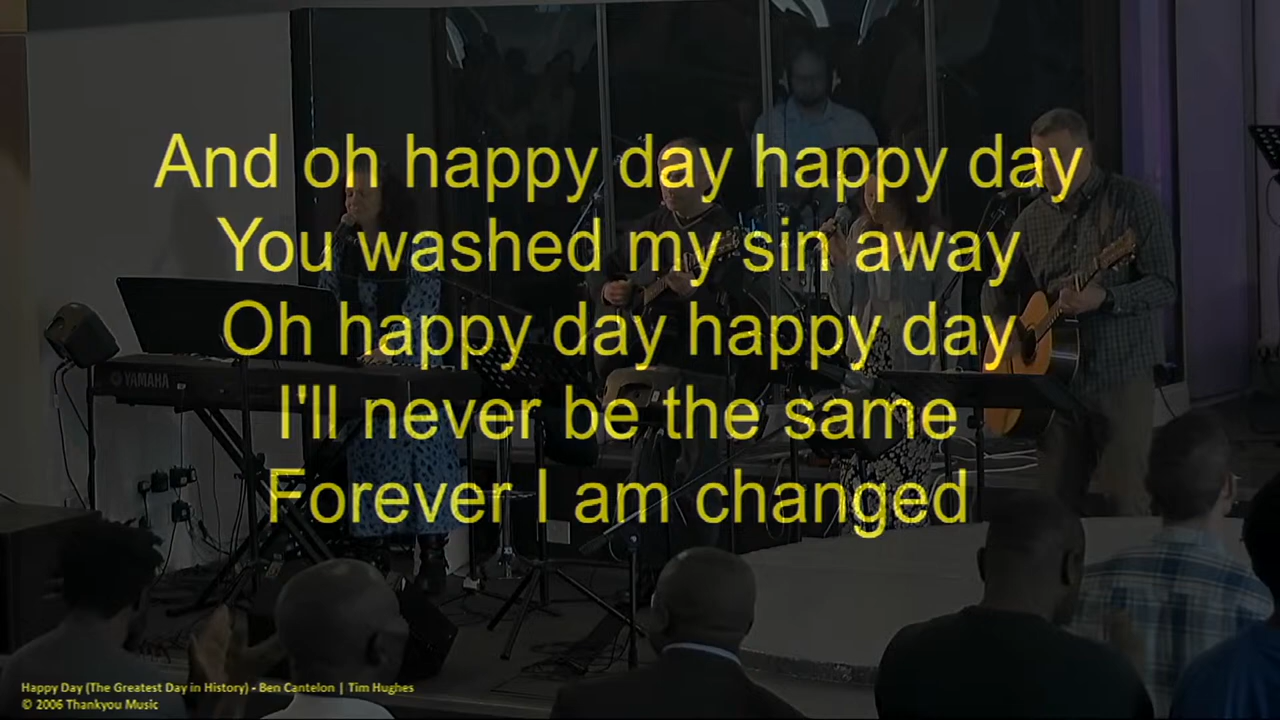 And oh happy day happy day
You washed my sin away
Oh happy day happy day
I'll never be the same
Forever I am changed
YAMAHA
Happy Day (The Greatest Day in History) - Ben Cantelon | Tim Hughes
© 2006 Thankyou Music